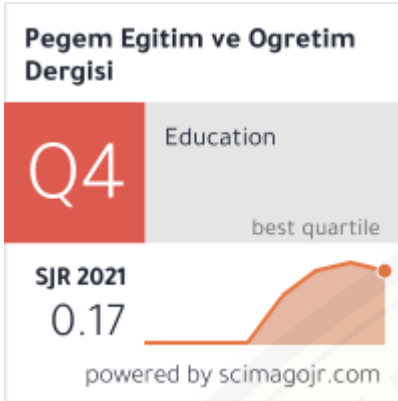 Pegem Egitim ve Ogretim
Dergisi
Q4
Education
best quartile
SJR 2021
0.17
powered by scimagojr.com